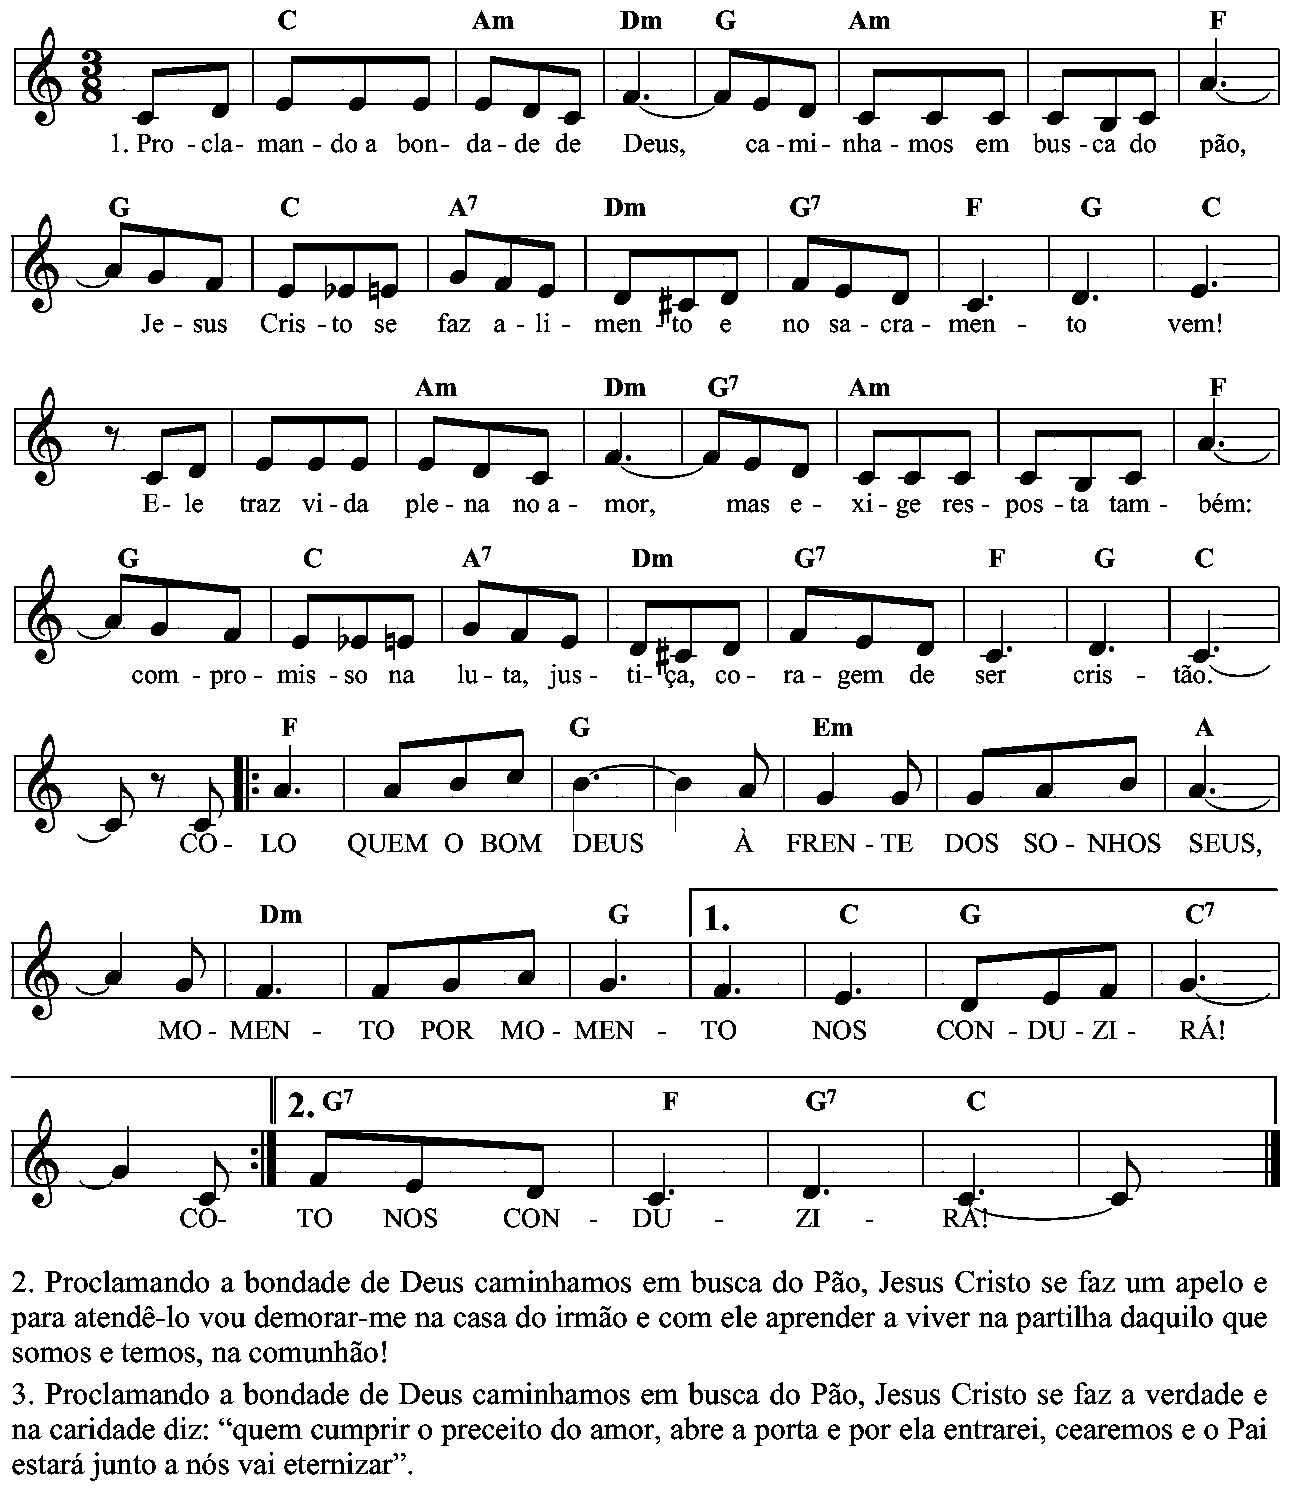 C Am Dm G Am F
3
8
1. Pro - cla - man - do a bon - da - de de Deus, ca - mi - nha - mos em bus - ca do pão,
G C A7 Dm G7 F G C
Je - sus Cris - to se faz a - li - men - to e no sa - cra - men - to vem!
Am Dm G7 Am F
E - le traz vi - da ple - na no a - mor, mas e - xi - ge res - pos - ta tam - bém:
G C A7 Dm G7 F G C
com - pro - mis - so na lu - ta, jus - ti - ça, co - ra - gem de ser cris - tão.
F G Em A
CO - LO QUEM O BOM DEUS À FREN - TE DOS SO - NHOS SEUS,
Dm G 1. C G C7
MO - MEN - TO POR MO - MEN - TO NOS CON - DU - ZI - RÁ!
2. G7 F G7 C
CO- TO NOS CON - DU - ZI - RÁ!
2. Proclamando a bondade de Deus caminhamos em busca do Pão, Jesus Cristo se faz um apelo e
para atendê-lo vou demorar-me na casa do irmão e com ele aprender a viver na partilha daquilo que
somos e temos, na comunhão!
3. Proclamando a bondade de Deus caminhamos em busca do Pão, Jesus Cristo se faz a verdade e
na caridade diz: “quem cumprir o preceito do amor, abre a porta e por ela entrarei, cearemos e o Pai
estará junto a nós vai eternizar”.